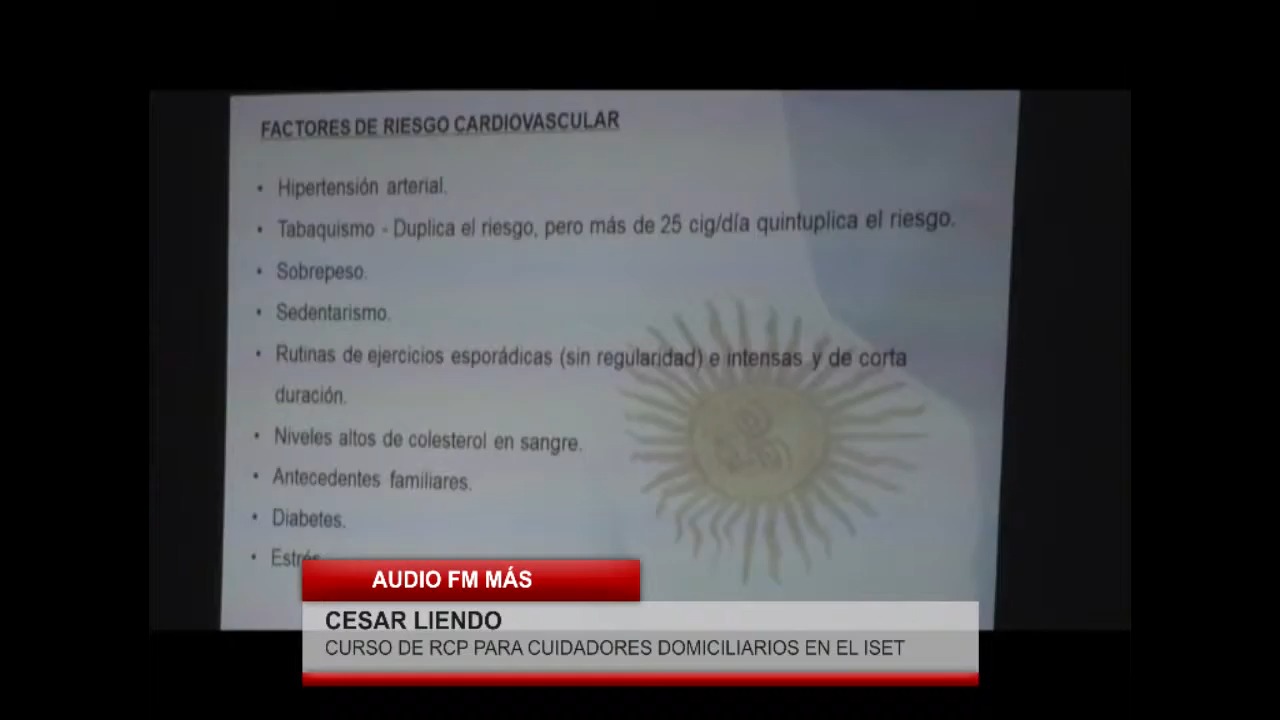 FACTORES DE RIESGO CARDIOVASCULAR
• Hipertensión arterial.
• Tabaquismo - Duplica el riesgo, pero más de 25 cig/día quintuplica el riesgo.
• Sobrepeso.
• Sedentarismo.
• Rutinas de ejercicios esporádicas (sin regularidad) e intensas y de corta
duración.
• Niveles altos de colesterol en sangre.
• Antecedentes familiares.
• Diabetes.
• Estrés
AUDIO FM MÁS
CESAR LIENDO
CURSO DE RCP PARA CUIDADORES DOMICILIARIOS EN EL ISET